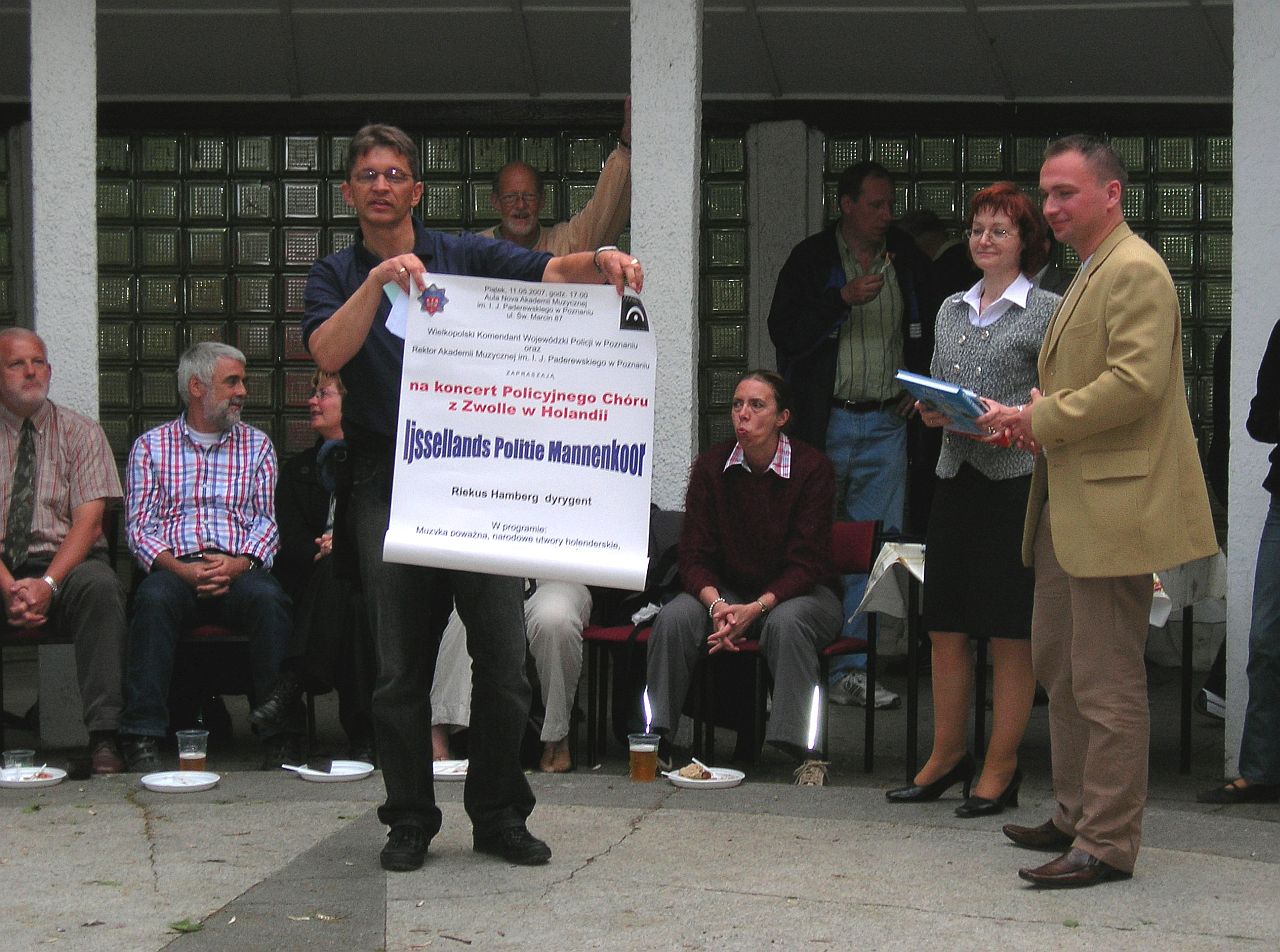 Piątek, 11.05.2007, godz. 17.00
Aula Nova Akademii Muzycznej
im. I. J. Paderewskiego w Poznaniu
ul. Św. Marcin 87
Wielkopolski Komendant Wojewódzki Policji w Poznaniu
oraz
Rektor Akademii Muzycznej im. I. J. Paderewskiego w Poznaniu
ZAPRASZAJĄ
na koncert Policyjnego Chóru
z Zwolle w Holandii
Ijssellands Politie Mannenkoor
Riekus Hamberg dyrygent
W programie:
Muzyka poważna, narodowe utwory holenderskie,